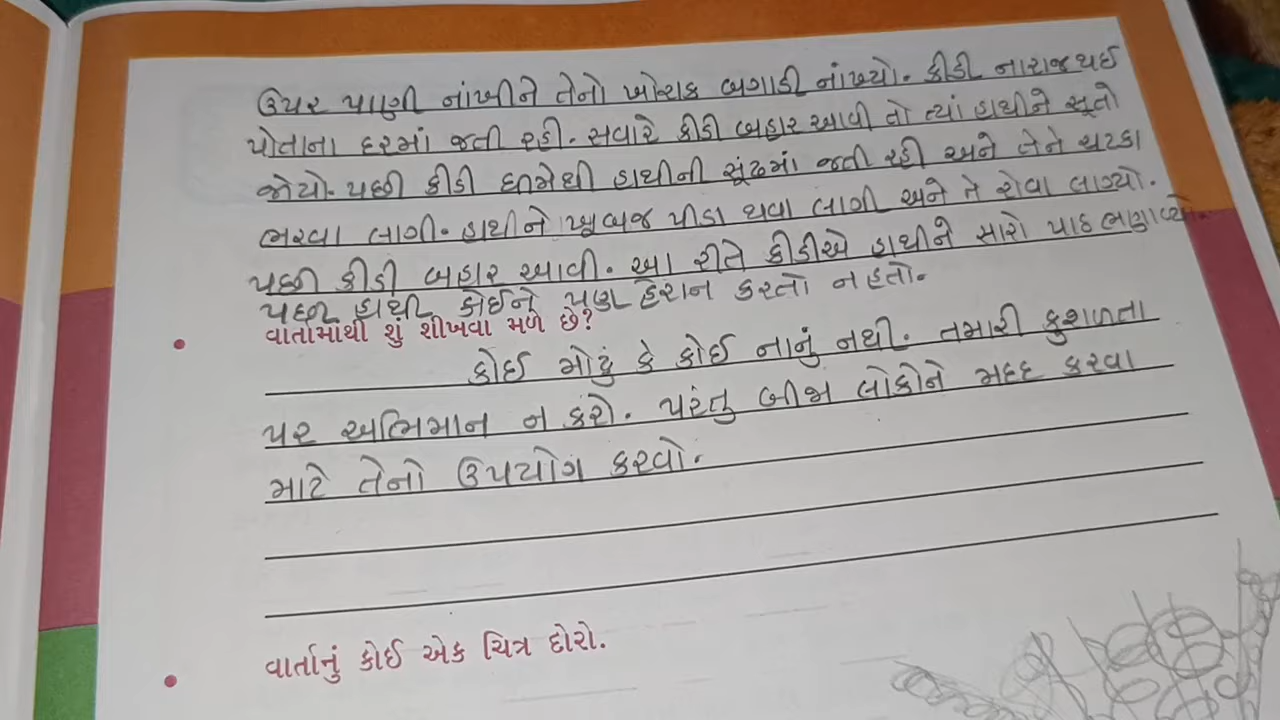 ઉપર પાણી નાંખીને તેનો ખોરાક બગાડી નાંખ્યો. કીડી નારાજ થઈ
પોતાના દરમાં જતી રહી. સવારે કીડી બહાર આવી તો ત્યાં હાથીને સૂતો
જોયો. પછી કીડી ધીમેથી હાથીની સૂંઢમાં જતી રહી અને તેને ચટકા
ભરવા લાગી. હાથીને ખૂબ જ પીડા થવા લાગી અને તે રોવા લાગ્યો.
પછી કીડી બહાર આવી. આ રીતે કીડીએ હાથીને સારો પાઠ ભણાવ્યો.
પછી હાથી કોઈને પણ હેરાન કરતો ન હતો.
વાર્તામાંથી શું શીખવા મળે છે?
કોઈ મોટું કે કોઈ નાનું નથી. તમારી કુશળતા
પર અભિમાન ન કરો. પરંતુ બીજા લોકોને મદદ કરવા
માટે તેનો ઉપયોગ કરવો.
વાર્તાનું કોઈ એક ચિત્ર દોરો.